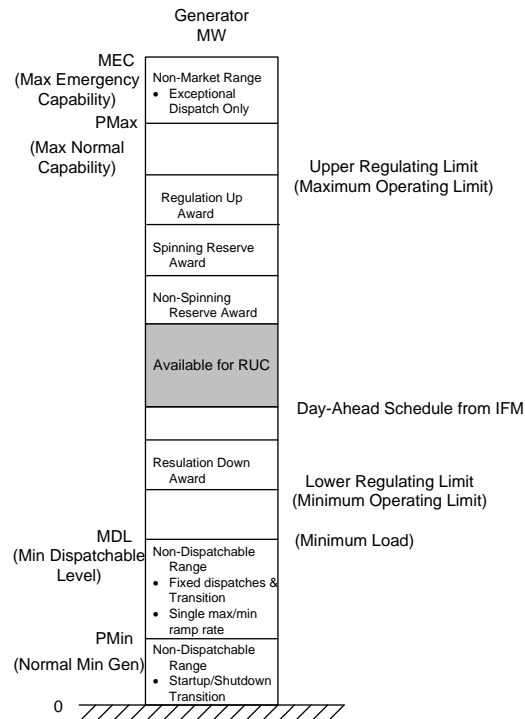 Generator
MW
MEC
(Max Emergency
Capability)
Non-Market Range
• Exceptional
Dispatch Only
PMax
(Max Normal
Capability)
Upper Regulating Limit
(Maximum Operating Limit)
Regulation Up
Award
Spinning Reserve
Award
Non-Spinning
Reserve Award
Available for RUC
Day-Ahead Schedule from IFM
Resulation Down
Award
Lower Regulating Limit
(Minimum Operating Limit)
MDL
(Min Dispatchable
Level)
(Minimum Load)
Non-Dispatchable
Range
• Fixed dispatches &
Transition
• Single max/min
ramp rate
PMin
(Normal Min Gen)
Non-Dispatchable
Range
• Startup/Shutdown
Transition
0